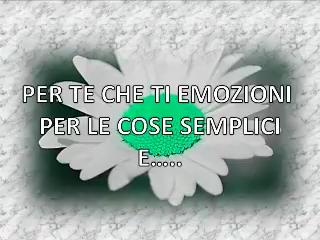 PER TE CHE TI EMOZIONI
PER LE COSE SEMPLICI
E.....